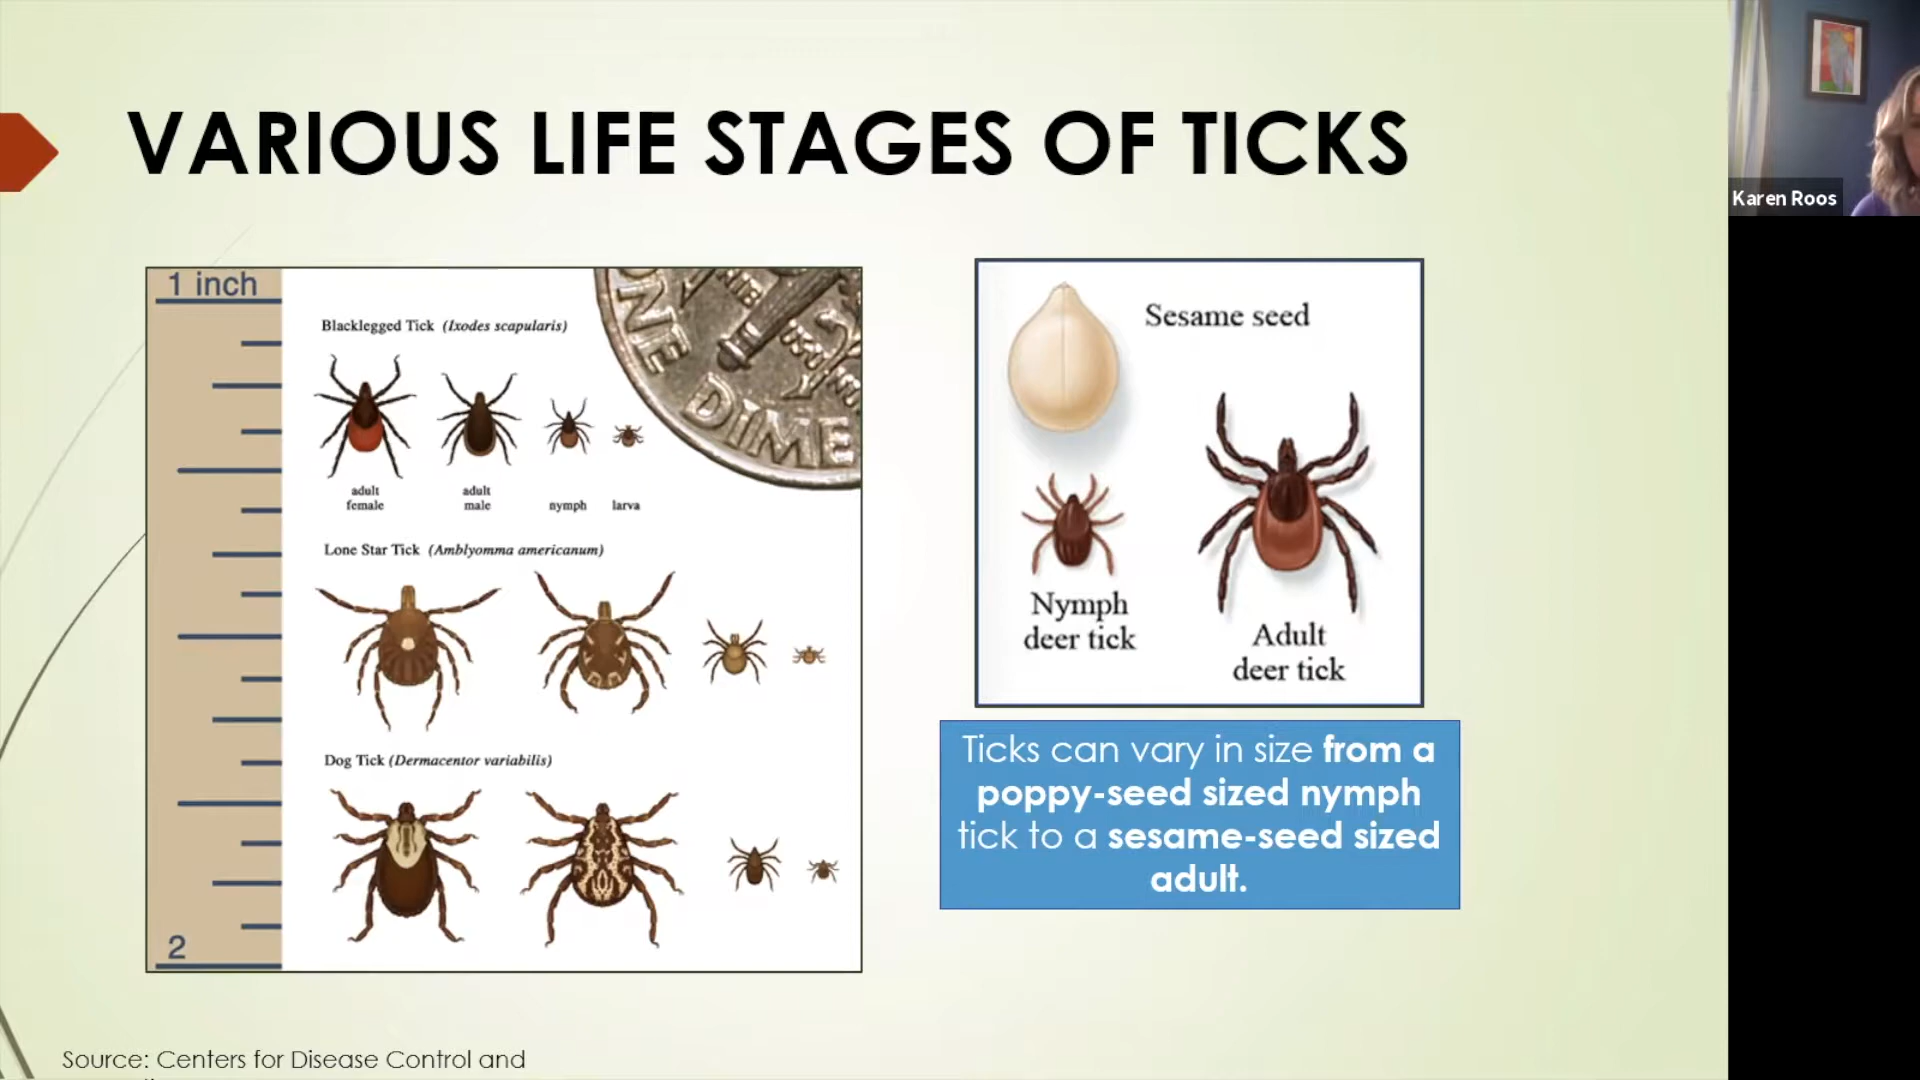 VARIOUS LIFE STAGES OF TICKS
Karen Roos
1 inch
2
Blacklegged Tick (Ixodes scapularis)
ONE DIME
adult female
adult male
nymph
larva
Lone Star Tick (Amblyomma americanum)
Dog Tick (Dermacentor variabilis)
Sesame seed
Nymph
deer tick
Adult
deer tick
Ticks can vary in size from a
poppy-seed sized nymph
tick to a sesame-seed sized
adult.
Source: Centers for Disease Control and